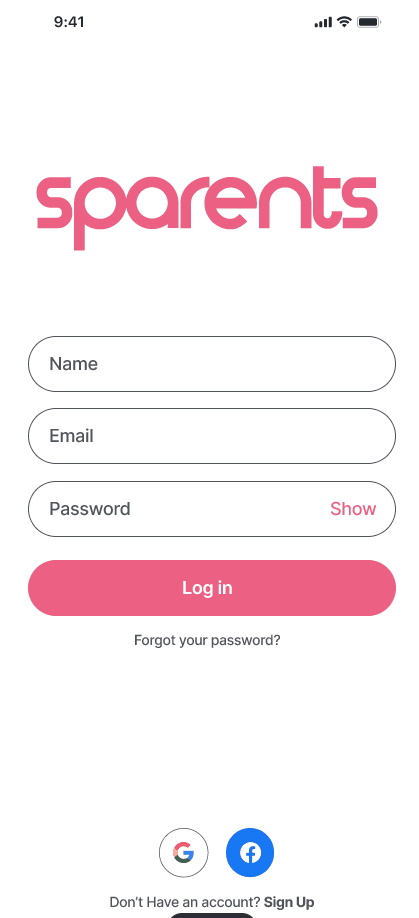 9:41
sparents
Name
Email
Password Show
Log in
Forgot your password?
Don't Have an account? Sign Up